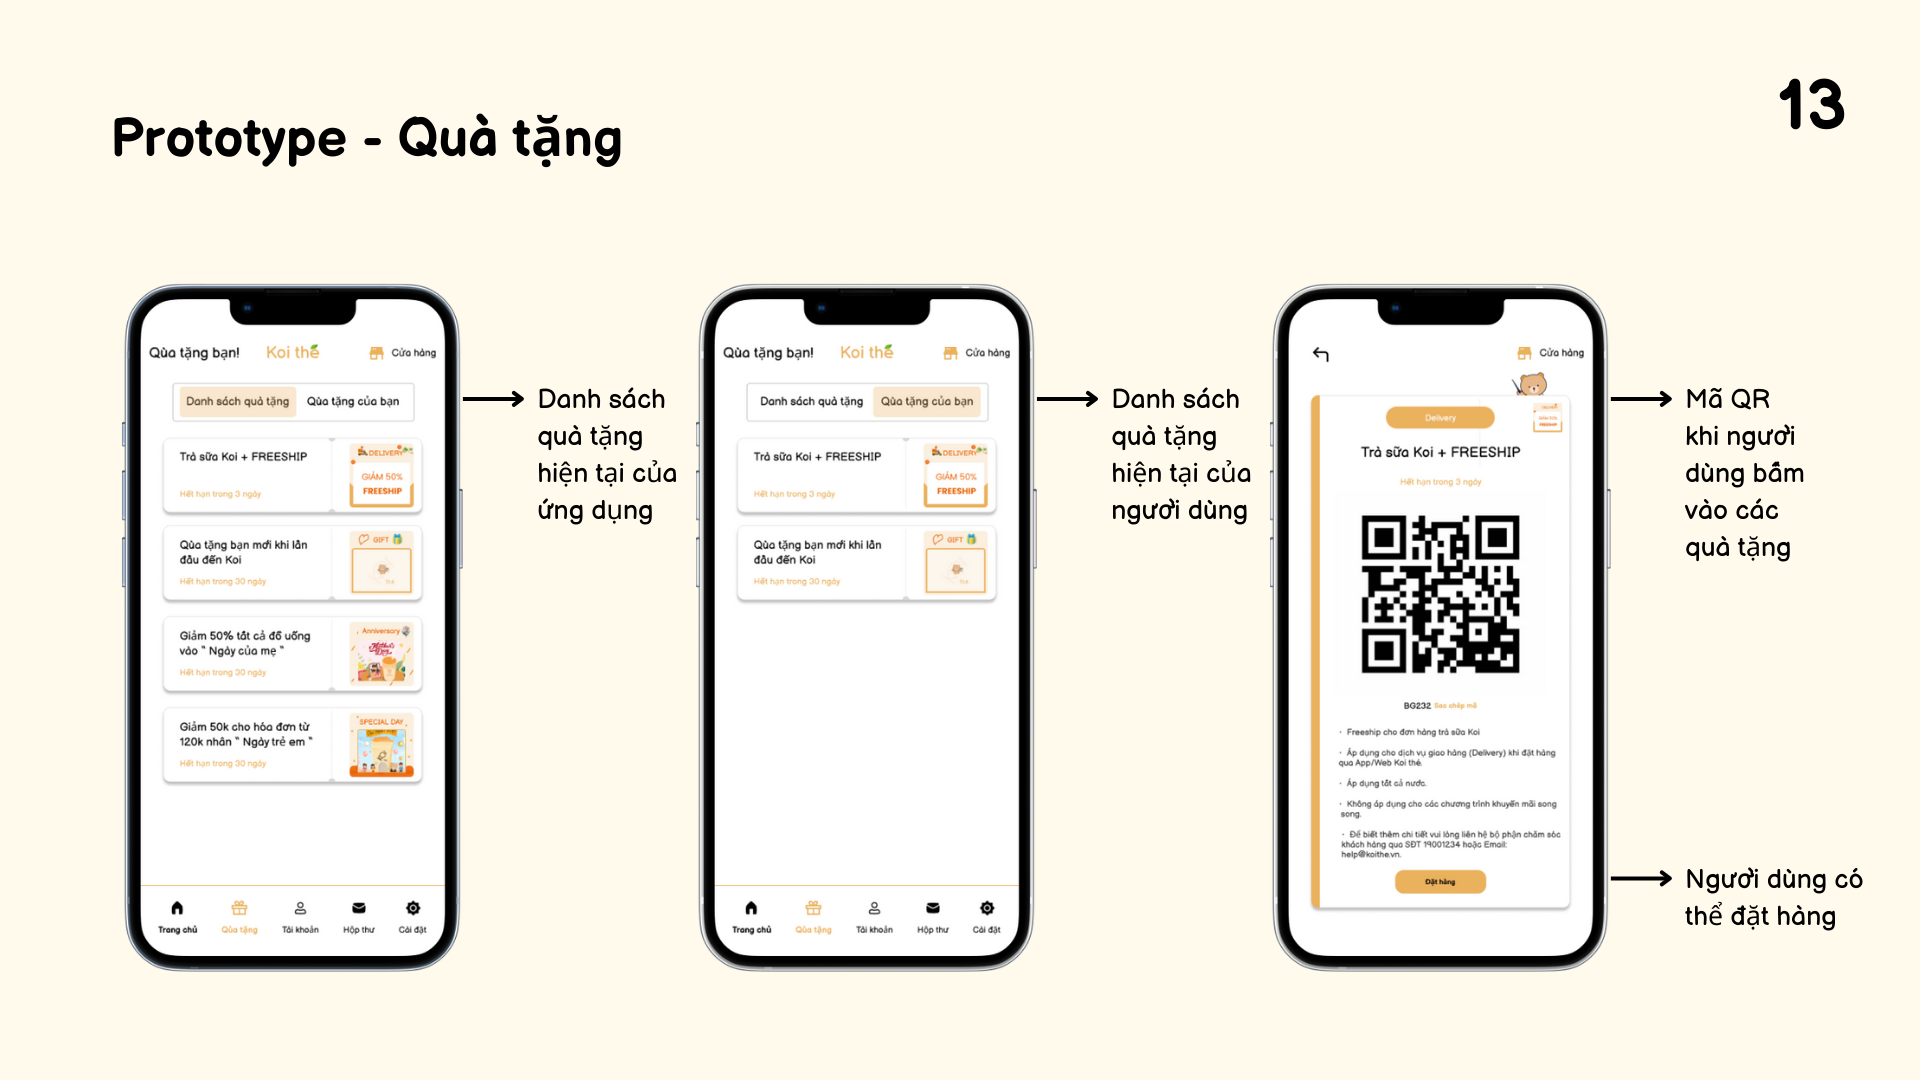 13
Prototype - Quà tặng
Qùa tặng bạn!
Koi thé
Cửa hàng
Danh sách quà tặng
Qùa tặng của bạn
Trà sữa Koi + FREESHIP
Hết hạn trong 3 ngày
DELIVERY
GIẢM 50%
FREESHIP
Qùa tặng bạn mới khi lần
đầu đến Koi
Hết hạn trong 30 ngày
GIFT
Giảm 50% tất cả đồ uống
vào " Ngày của mẹ "
Hết hạn trong 30 ngày
Anniversary
Giảm 50k cho hóa đơn từ
120k nhân " Ngày trẻ em "
Hết hạn trong 30 ngày
SPECIAL DAY
Trang chủ
Qùa tặng
Tài khoản
Hộp thư
Cài đặt
Danh sách
quà tặng
hiện tại của
ứng dụng
Qùa tặng bạn!
Koi thé
Cửa hàng
Danh sách quà tặng
Qùa tặng của bạn
Trà sữa Koi + FREESHIP
Hết hạn trong 3 ngày
DELIVERY
GIẢM 50%
FREESHIP
Qùa tặng bạn mới khi lần
đầu đến Koi
Hết hạn trong 30 ngày
GIFT
Trang chủ
Qùa tặng
Tài khoản
Hộp thư
Cài đặt
Danh sách
quà tặng
hiện tại của
người dùng
Cửa hàng
Delivery
Trà sữa Koi + FREESHIP
Hết hạn trong 3 ngày
BG232 Sao chép mã
· Freeship cho đơn hàng trà sữa Koi
· Áp dụng cho dịch vụ giao hàng (Delivery) khi đặt hàng
qua App/Web Koi thé.
· Áp dụng tất cả nước.
· Không áp dụng cho các chương trình khuyến mãi song
song.
· Để biết thêm chi tiết vui lòng liên hệ bộ phận chăm sóc
khách hàng qua SĐT 19001234 hoặc Email:
help@koithe.vn.
Đặt hàng
Mã QR
khi người
dùng bấm
vào các
quà tặng
Người dùng có
thể đặt hàng